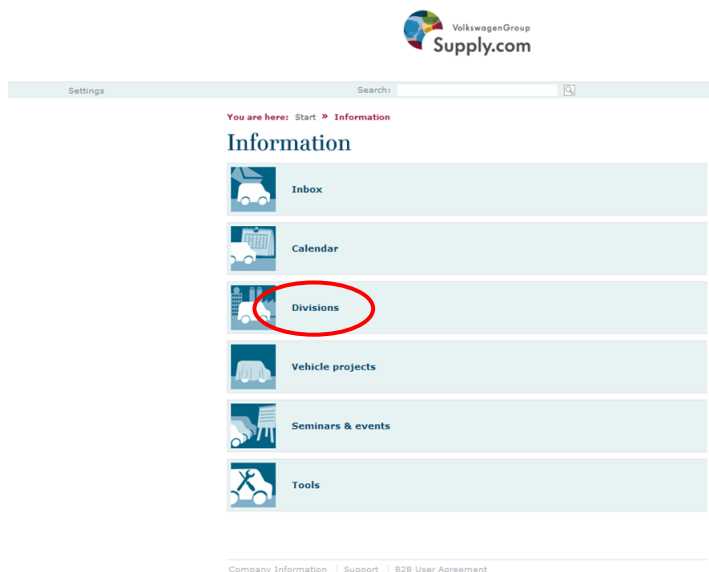 VolkswagenGroup
Supply.com
Settings
Search:
You are here: Start » Information
Information
Inbox
Calendar
Divisions
Vehicle projects
Seminars & events
Tools
Company Information | Support | B2B User Agreement